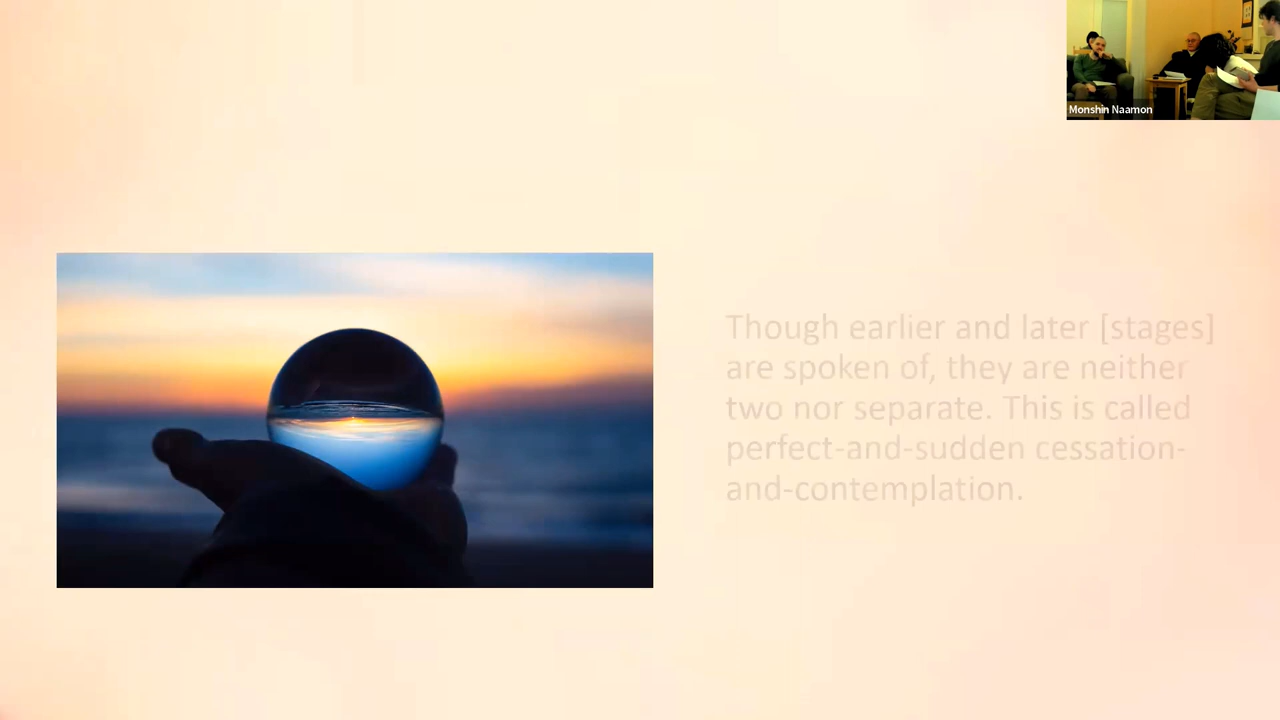 Monshin Naamon
Though earlier and later [stages]
are spoken of, they are neither
two nor separate. This is called
perfect-and-sudden cessation-
and-contemplation.